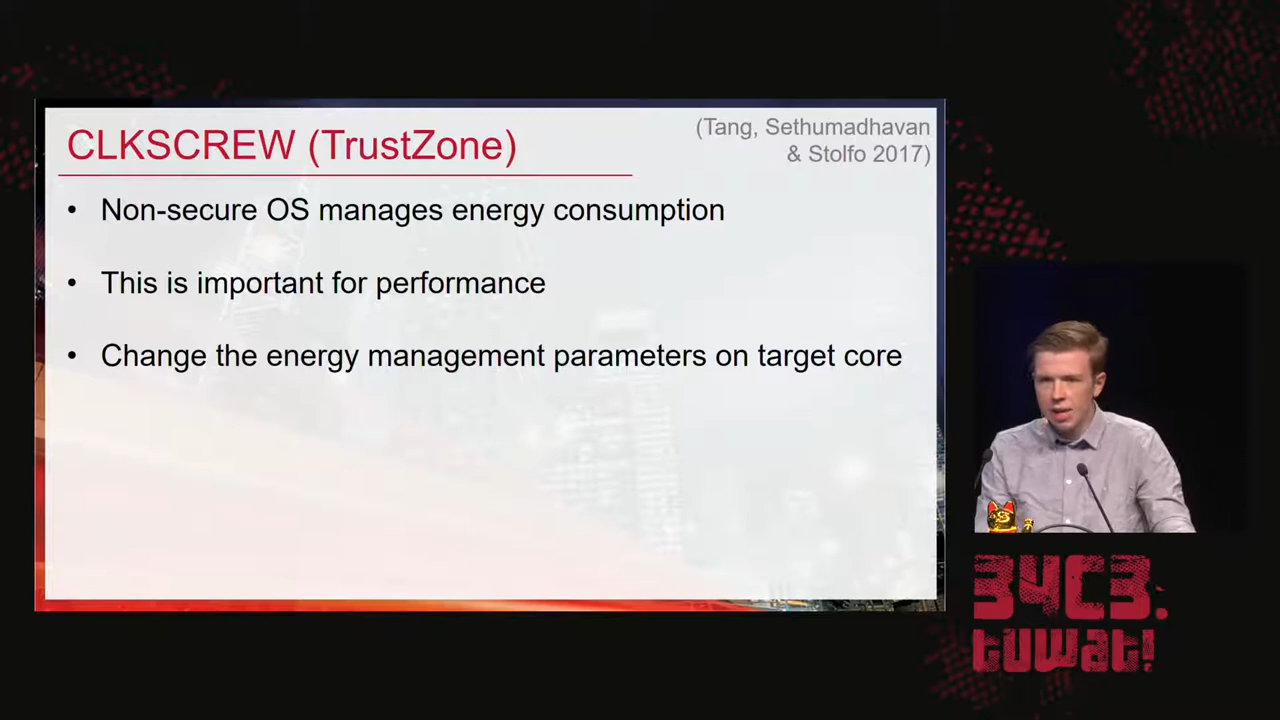 CLKSCREW (TrustZone)
(Tang, Sethumadhavan
& Stolfo 2017)
• Non-secure OS manages energy consumption
• This is important for performance
• Change the energy management parameters on target core
34C3.
tuwat!